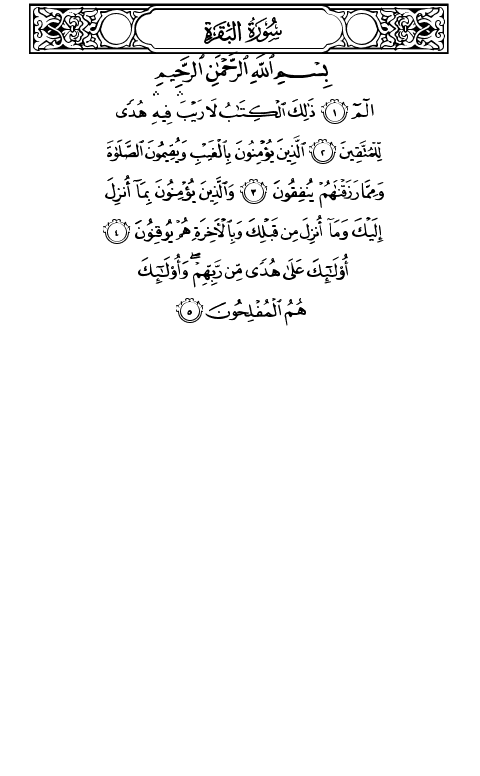 سُورَةُ البَقَرَةِ
بِسۡمِ ٱللَّهِ ٱلرَّحۡمَٰنِ ٱلرَّحِيمِ
الٓمٓ ١ ذَٰلِكَ ٱلۡكِتَٰبُ لَا رَيۡبَۛ فِيهِۛ هُدٗى
لِّلۡمُتَّقِينَ ٢ ٱلَّذِينَ يُؤۡمِنُونَ بِٱلۡغَيۡبِ وَيُقِيمُونَ ٱلصَّلَوٰةَ
وَمِمَّا رَزَقۡنَٰهُمۡ يُنفِقُونَ ٣ وَٱلَّذِينَ يُؤۡمِنُونَ بِمَآ أُنزِلَ
إِلَيۡكَ وَمَآ أُنزِلَ مِن قَبۡلِكَ وَبِٱلۡأٓخِرَةِ هُمۡ يُوقِنُونَ ٤
أُوْلَٰٓئِكَ عَلَىٰ هُدٗى مِّن رَّبِّهِمۡۖ وَأُوْلَٰٓئِكَ
هُمُ ٱلۡمُفۡلِحُونَ ٥